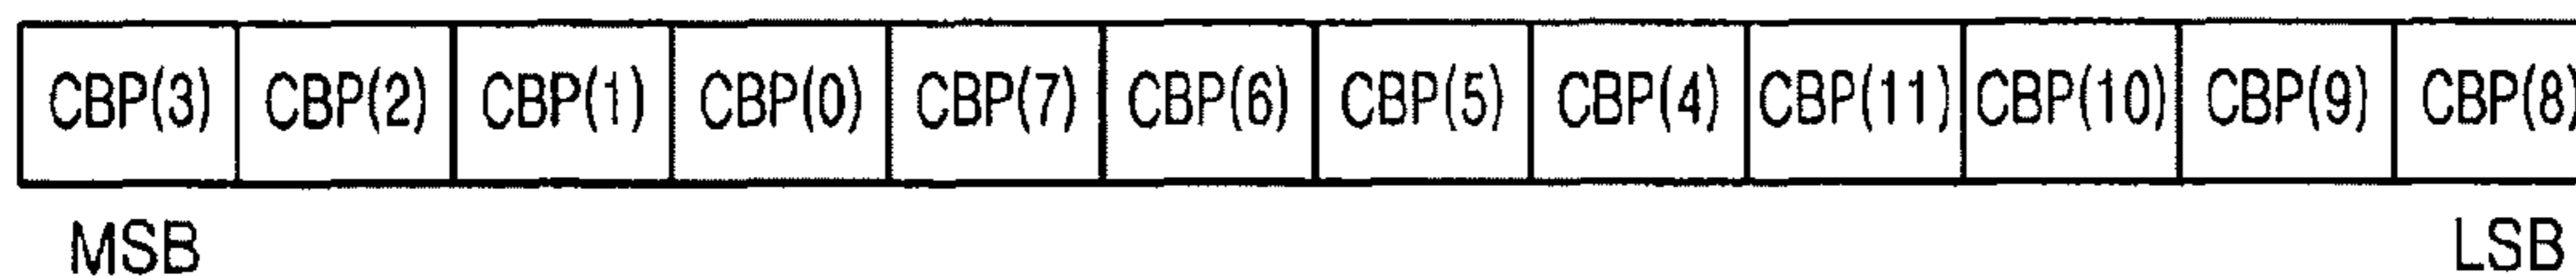 CBP(3) CBP(2) CBP(1) CBP(0) CBP(7) CBP(6) CBP(5) CBP(4) CBP(11) CBP(10) CBP(9) CBP(8)
MSB LSB